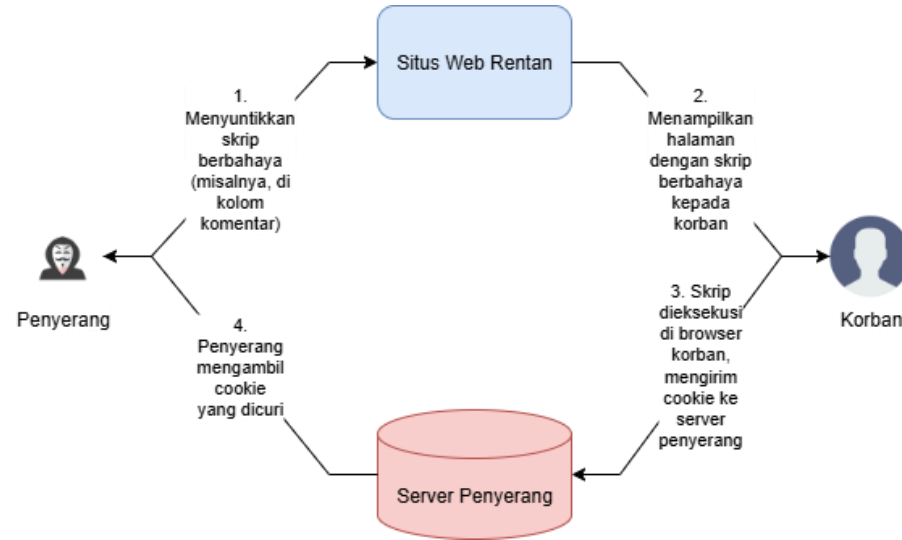 Situs Web Rentan
1.
Menyuntikkan
skrip
berbahaya
(misalnya, di
kolom
komentar)
2.
Menampilkan
halaman
dengan skrip
berbahaya
kepada
korban
Penyerang
Korban
3. Skrip
dieksekusi
di browser
korban,
mengirim
cookie ke
server
penyerang
4.
Penyerang
mengambil
cookie
yang dicuri
Server Penyerang